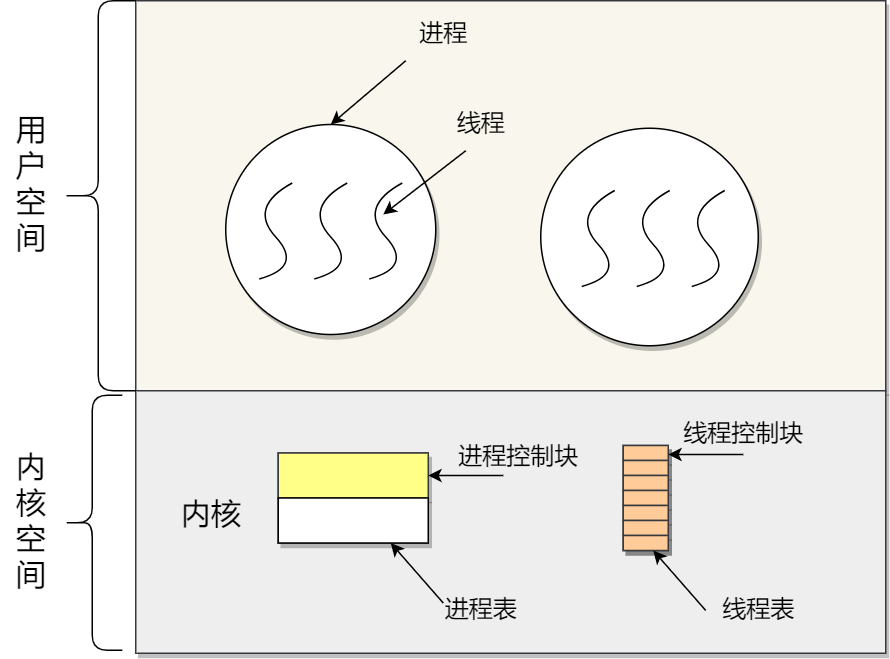 进程
线程
用户空间
线程控制块
进程控制块
内核
内核空间
进程表
线程表